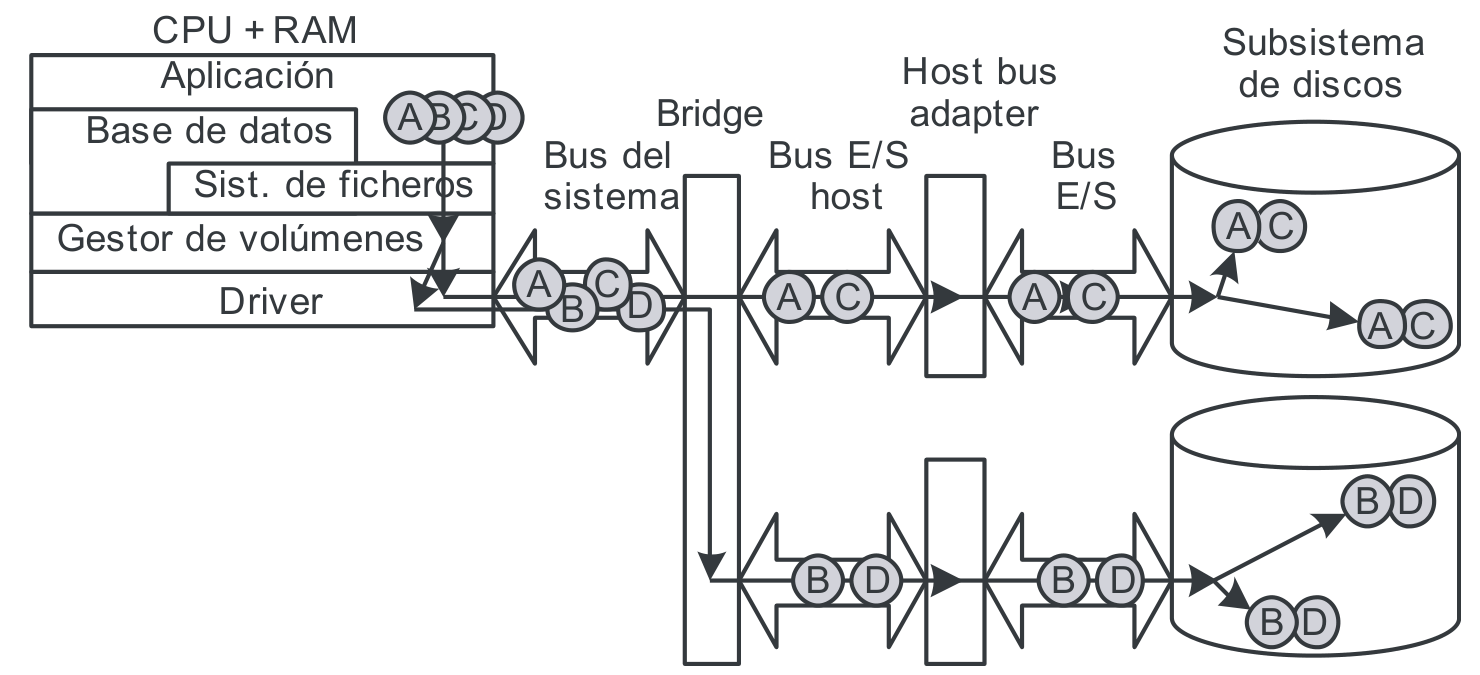 CPU + RAM
Aplicación
Base de datos
Sist. de ficheros
Gestor de volúmenes
Driver
A B C D
Bus del
sistema
A B C D
Bridge
Bus E/S
host
A C
B D
Host bus
adapter
Bus
E/S
A C
B D
Subsistema
de discos
A C
A C
B D
B D